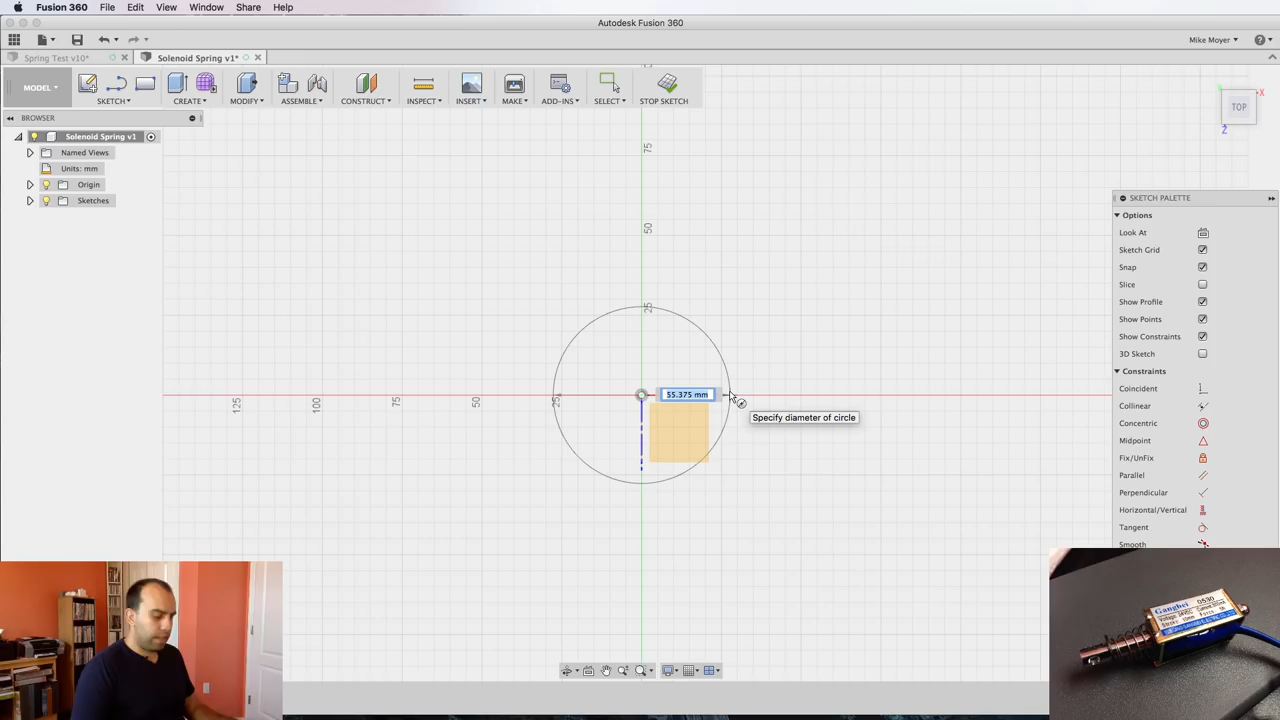 Fusion 360 File Edit View Window Share Help
Autodesk Fusion 360
Mike Moyer
Spring Test v10* Solenoid Spring v1*
MODEL SKETCH CREATE MODIFY ASSEMBLE CONSTRUCT INSPECT INSERT MAKE ADD-INS SELECT STOP SKETCH
BROWSER
Solenoid Spring v1
Named Views
Units: mm
Origin
Sketches
TOP
X
Z
75
50
25
125 100 75 50 25
55.375 mm
Specify diameter of circle
SKETCH PALETTE
Options
Look At
Sketch Grid
Snap
Slice
Show Profile
Show Points
Show Constraints
3D Sketch
Constraints
Coincident
Collinear
Concentric
Midpoint
Fix/UnFix
Parallel
Perpendicular
Horizontal/Vertical
Tangent
Smooth
Gangbei 0530